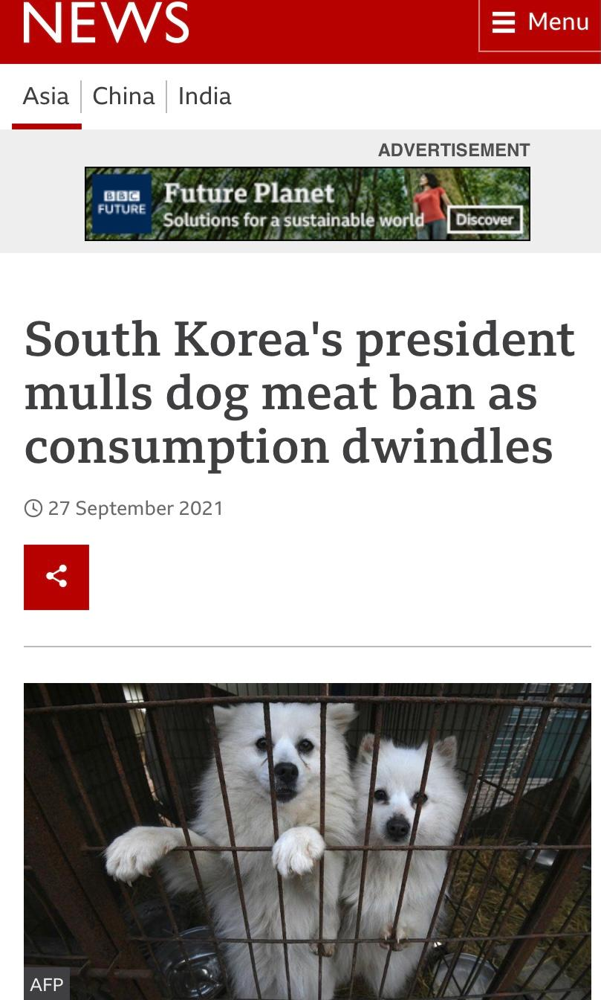 NEWS
Menu
Asia
China
India
ADVERTISEMENT
BBC
FUTURE
Future Planet
Solutions for a sustainable world
Discover
South Korea's president
mulls dog meat ban as
consumption dwindles
27 September 2021
AFP